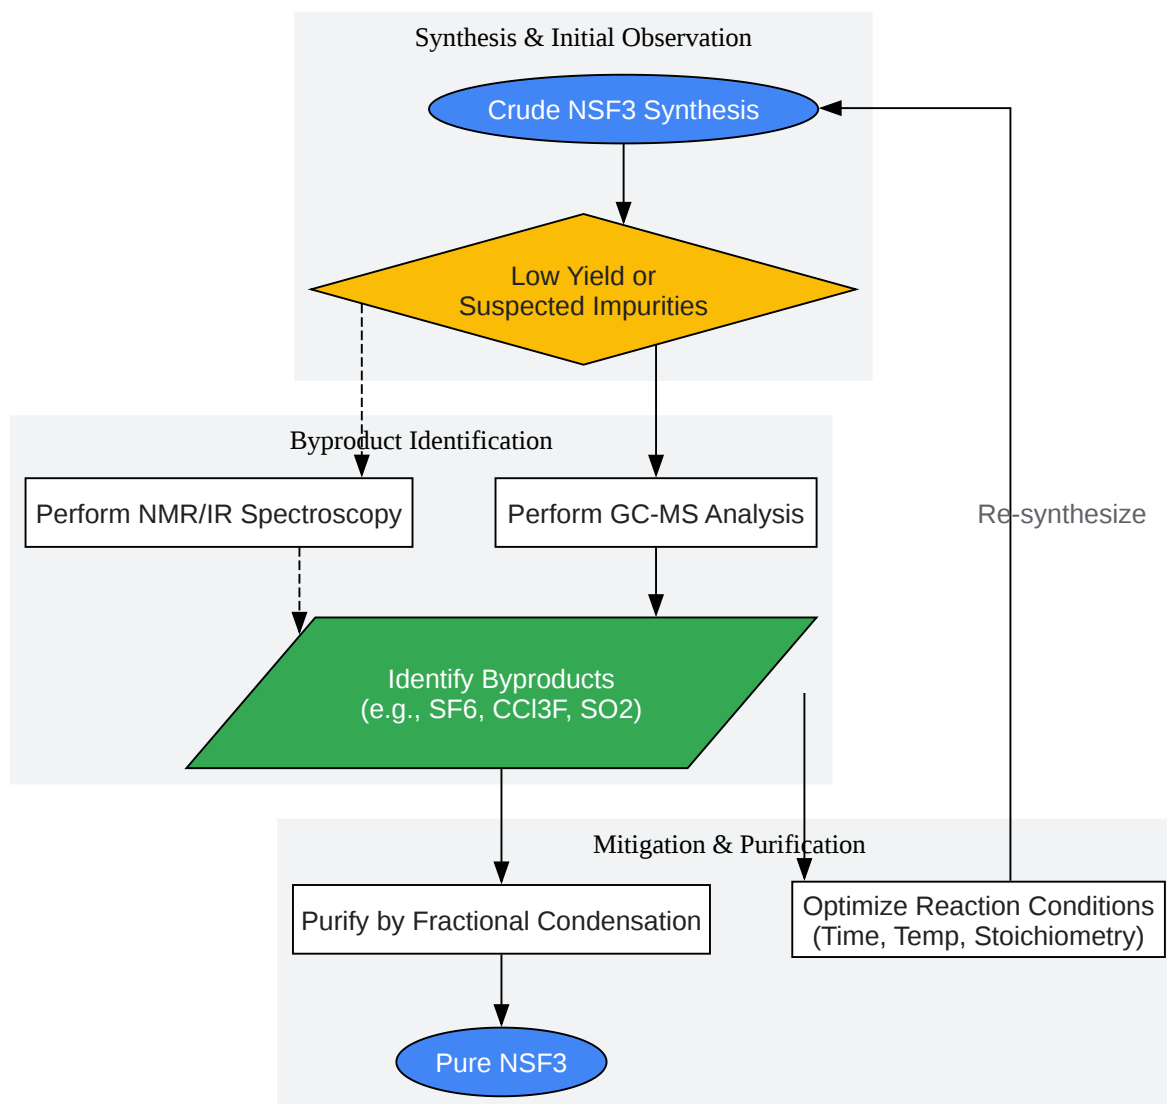 Synthesis & Initial Observation
Crude NSF3 Synthesis
Low Yield or
Suspected Impurities
Byproduct Identification
Perform NMR/IR Spectroscopy
Perform GC-MS Analysis
Re-synthesize
Identify Byproducts
(e.g., SF6, CCl3F, SO2)
Mitigation & Purification
Purify by Fractional Condensation
Optimize Reaction Conditions
(Time, Temp, Stoichiometry)
Pure NSF3